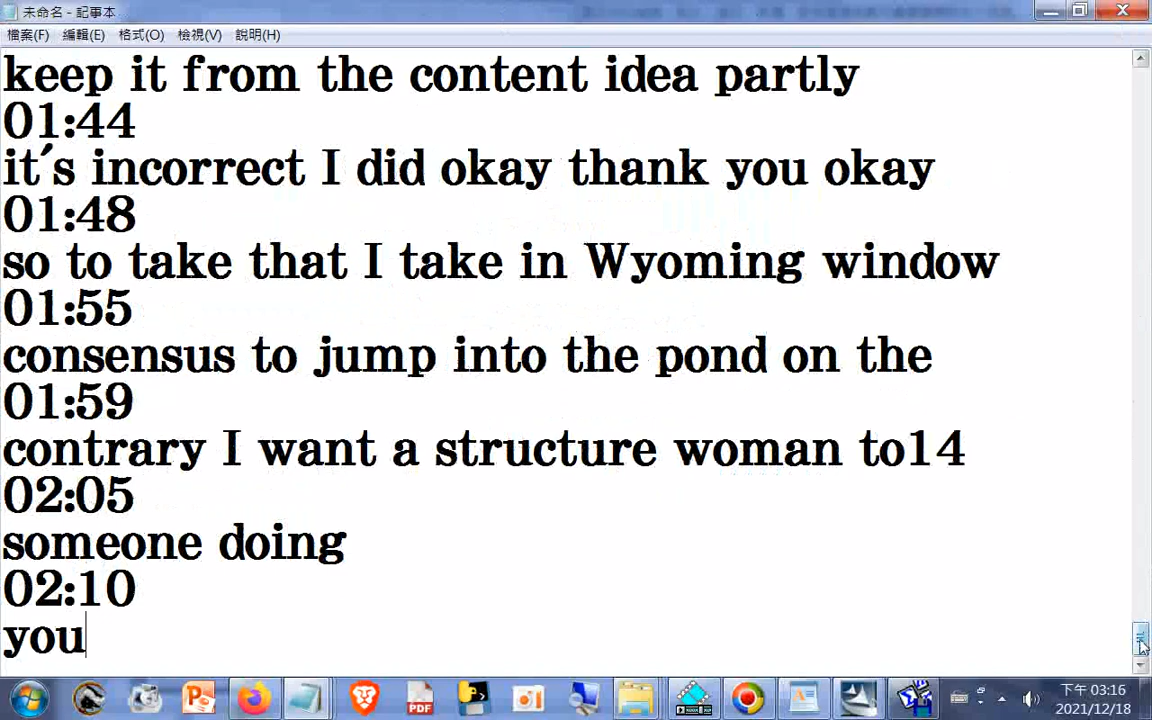 未命名 - 記事本
檔案(F) 編輯(E) 格式(O) 檢視(V) 說明(H)
keep it from the content idea partly
01:44
it's incorrect I did okay thank you okay
01:48
so to take that I take in Wyoming window
01:55
consensus to jump into the pond on the
01:59
contrary I want a structure woman to14
02:05
someone doing
02:10
you
PDF
下午 03:16
2021/12/18